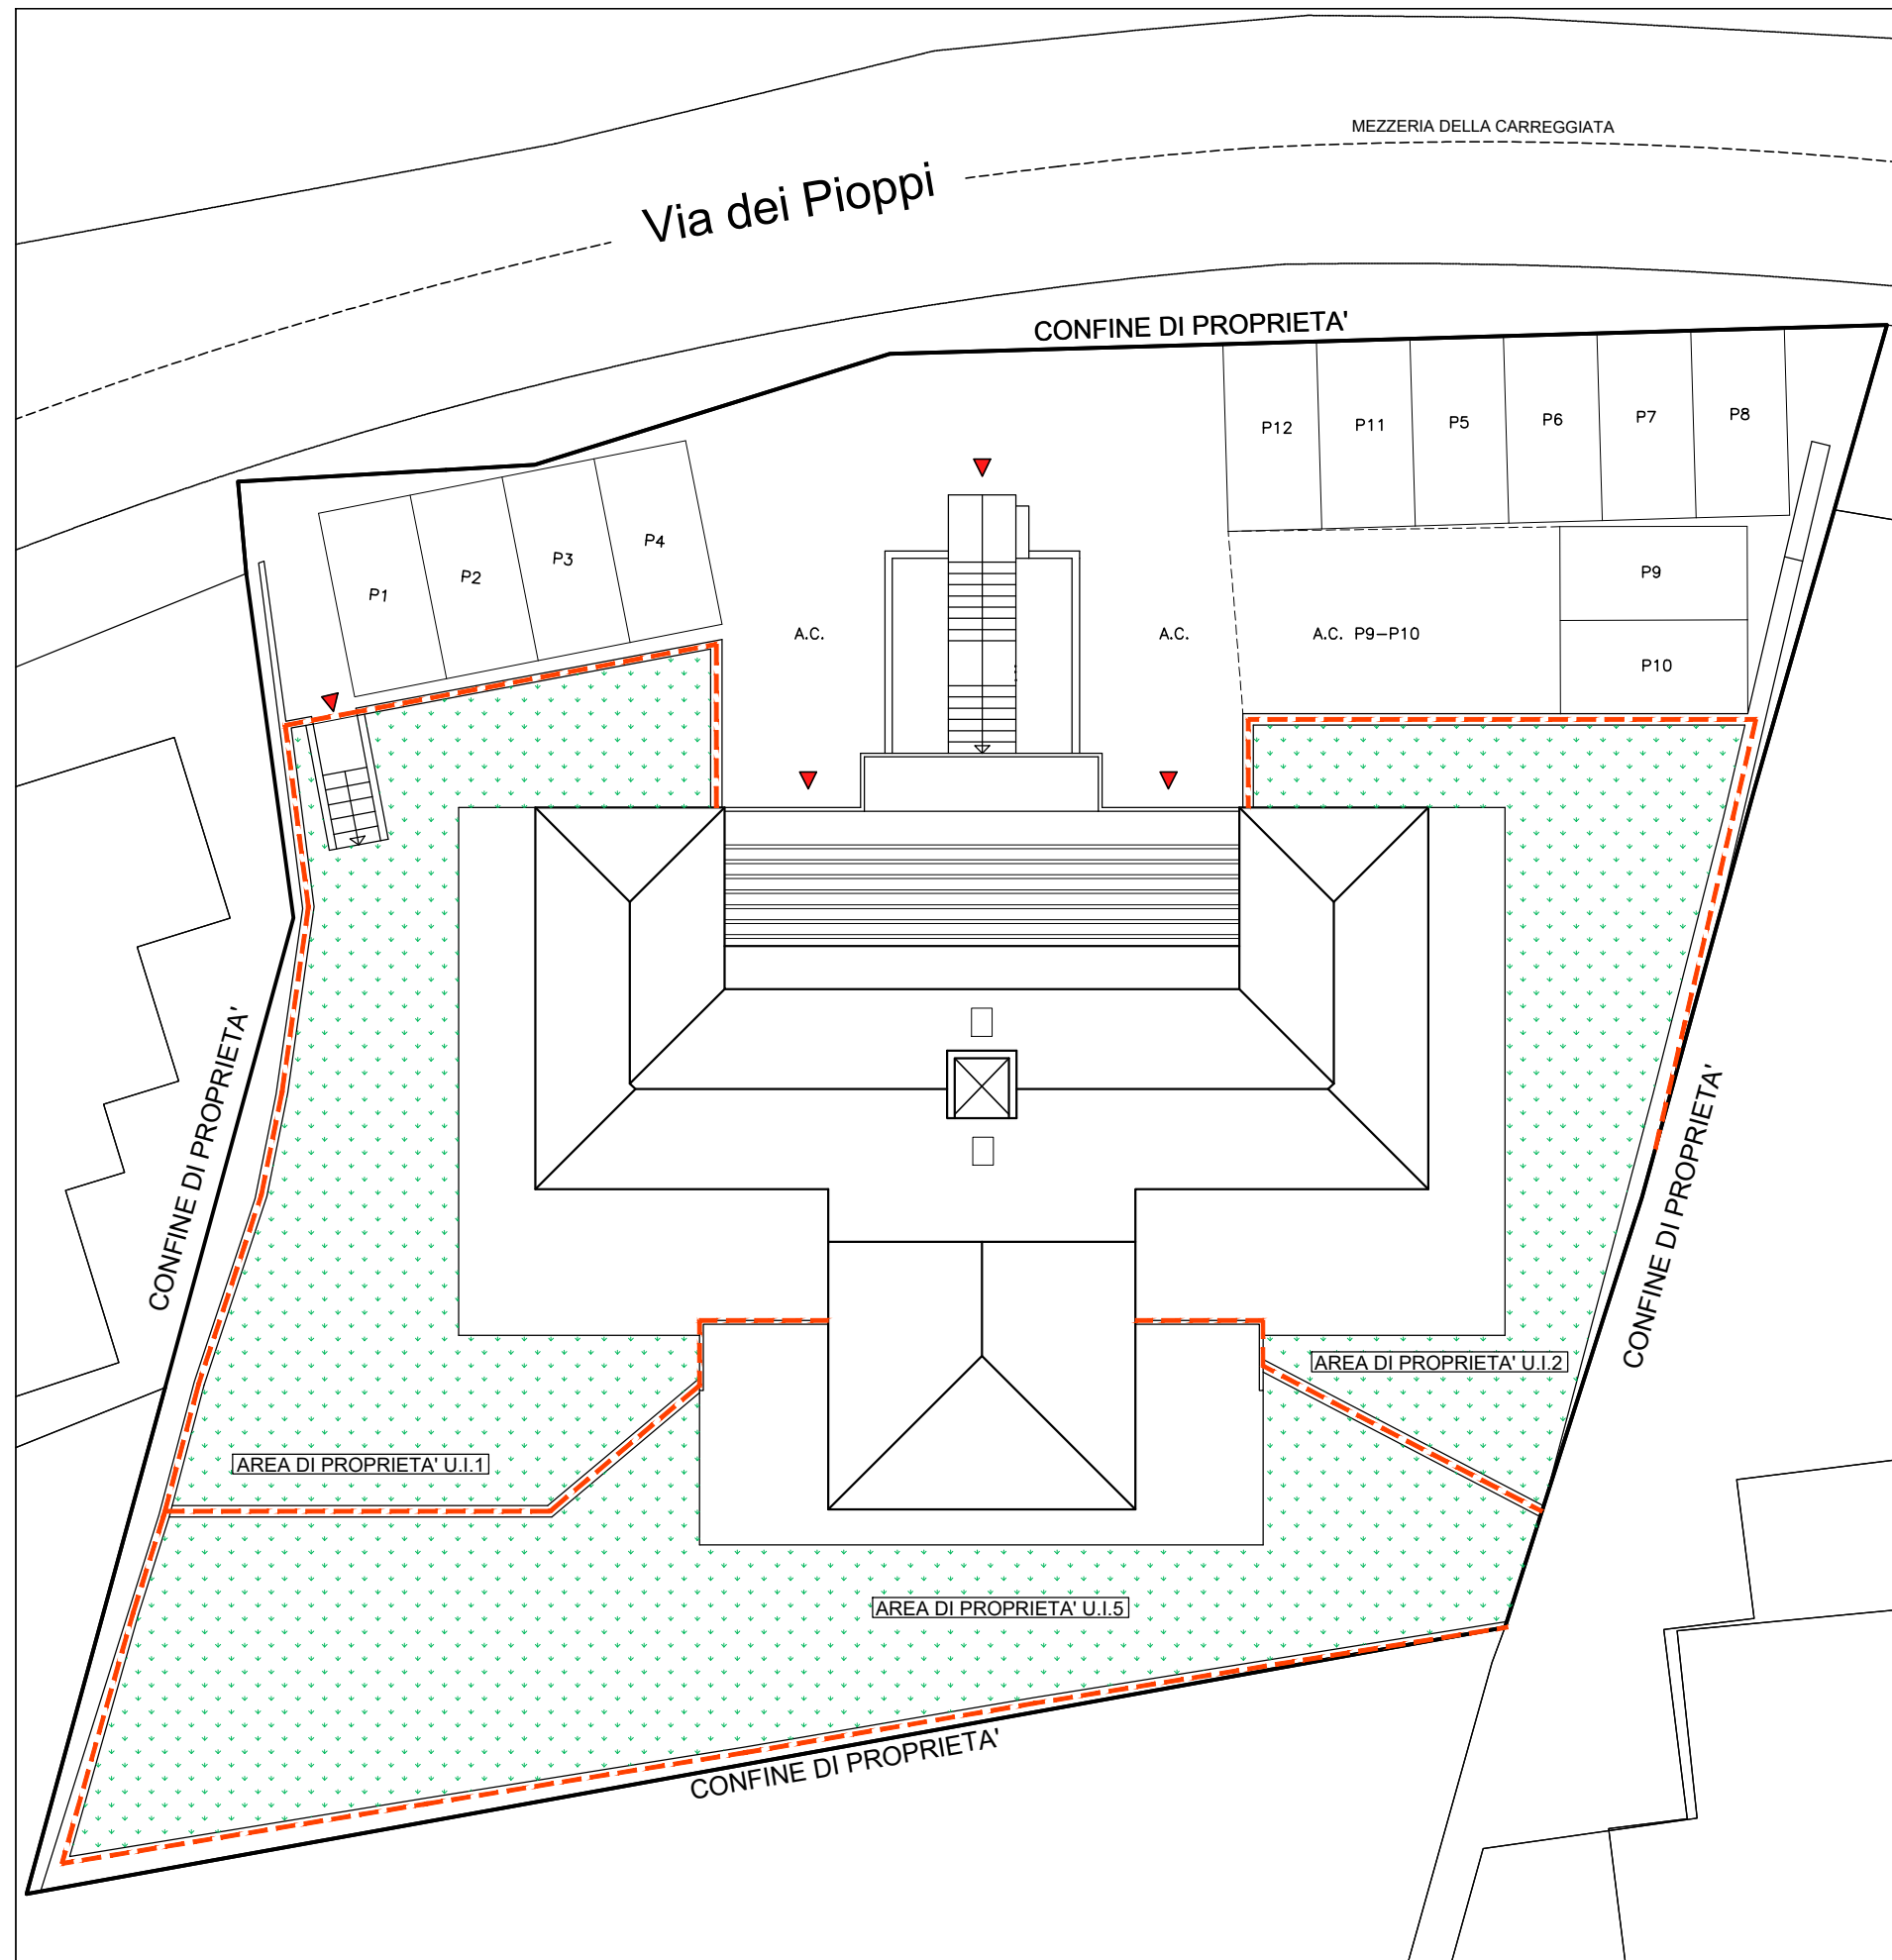 MEZZERIA DELLA CARREGGIATA
Via dei Pioppi
CONFINE DI PROPRIETA'
P12
P11
P5
P6
P7
P8
P4
P3
P2
P1
P9
A.C.
A.C.
A.C. P9-P10
P10
CONFINE DI PROPRIETA'
CONFINE DI PROPRIETA'
AREA DI PROPRIETA' U.I.2
AREA DI PROPRIETA' U.I.1
AREA DI PROPRIETA' U.I.5
CONFINE DI PROPRIETA'